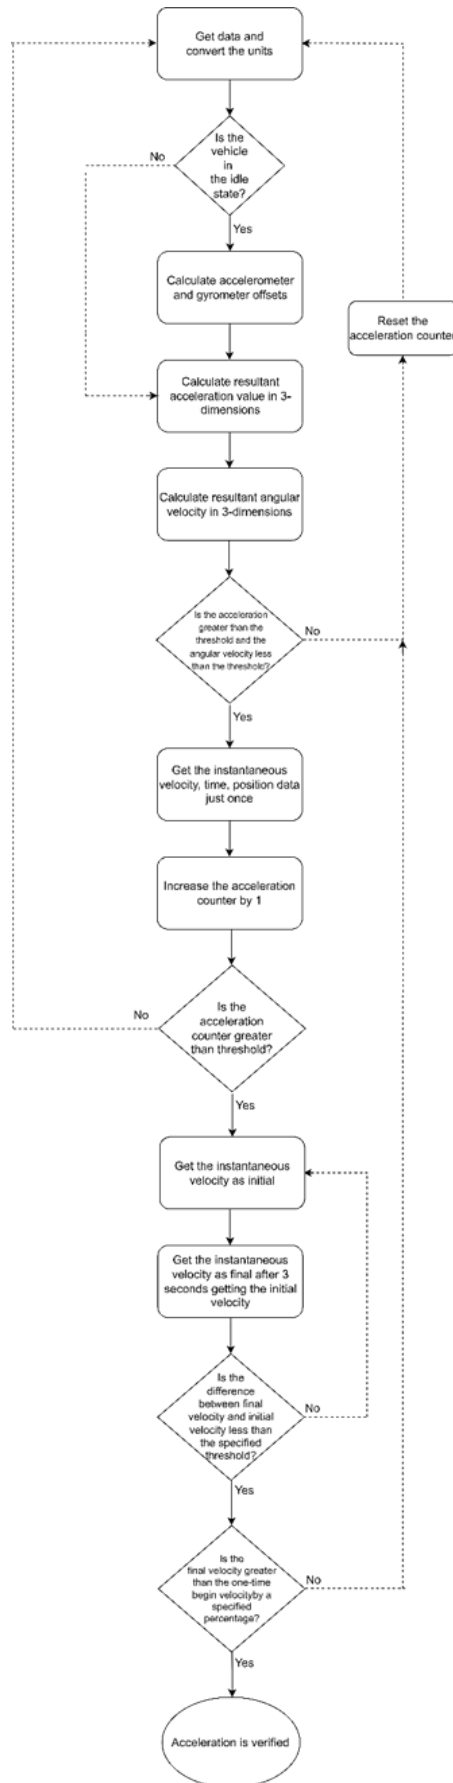 Get data and
convert the units
Is the
vehicle
in
the idle
state?
No
Yes
Calculate accelerometer
and gyrometer offsets
Reset the
acceleration counter
Calculate resultant
acceleration value in 3-
dimensions
Calculate resultant angular
velocity in 3-dimensions
Is the acceleration
greater than the
threshold and the
angular velocity less
than the threshold?
No
Yes
Get the instantaneous
velocity, time, position data
just once
Increase the acceleration
counter by 1
Is the
acceleration
counter greater
than threshold?
No
Yes
Get the instantaneous
velocity as initial
Get the instantaneous
velocity as final after 3
seconds getting the initial
velocity
Is the
difference
between final
velocity and initial
velocity less than
the specified
threshold?
No
Yes
Is the
final velocity greater
than the one-time
begin velocityby a
specified
percentage?
No
Yes
Acceleration is verified